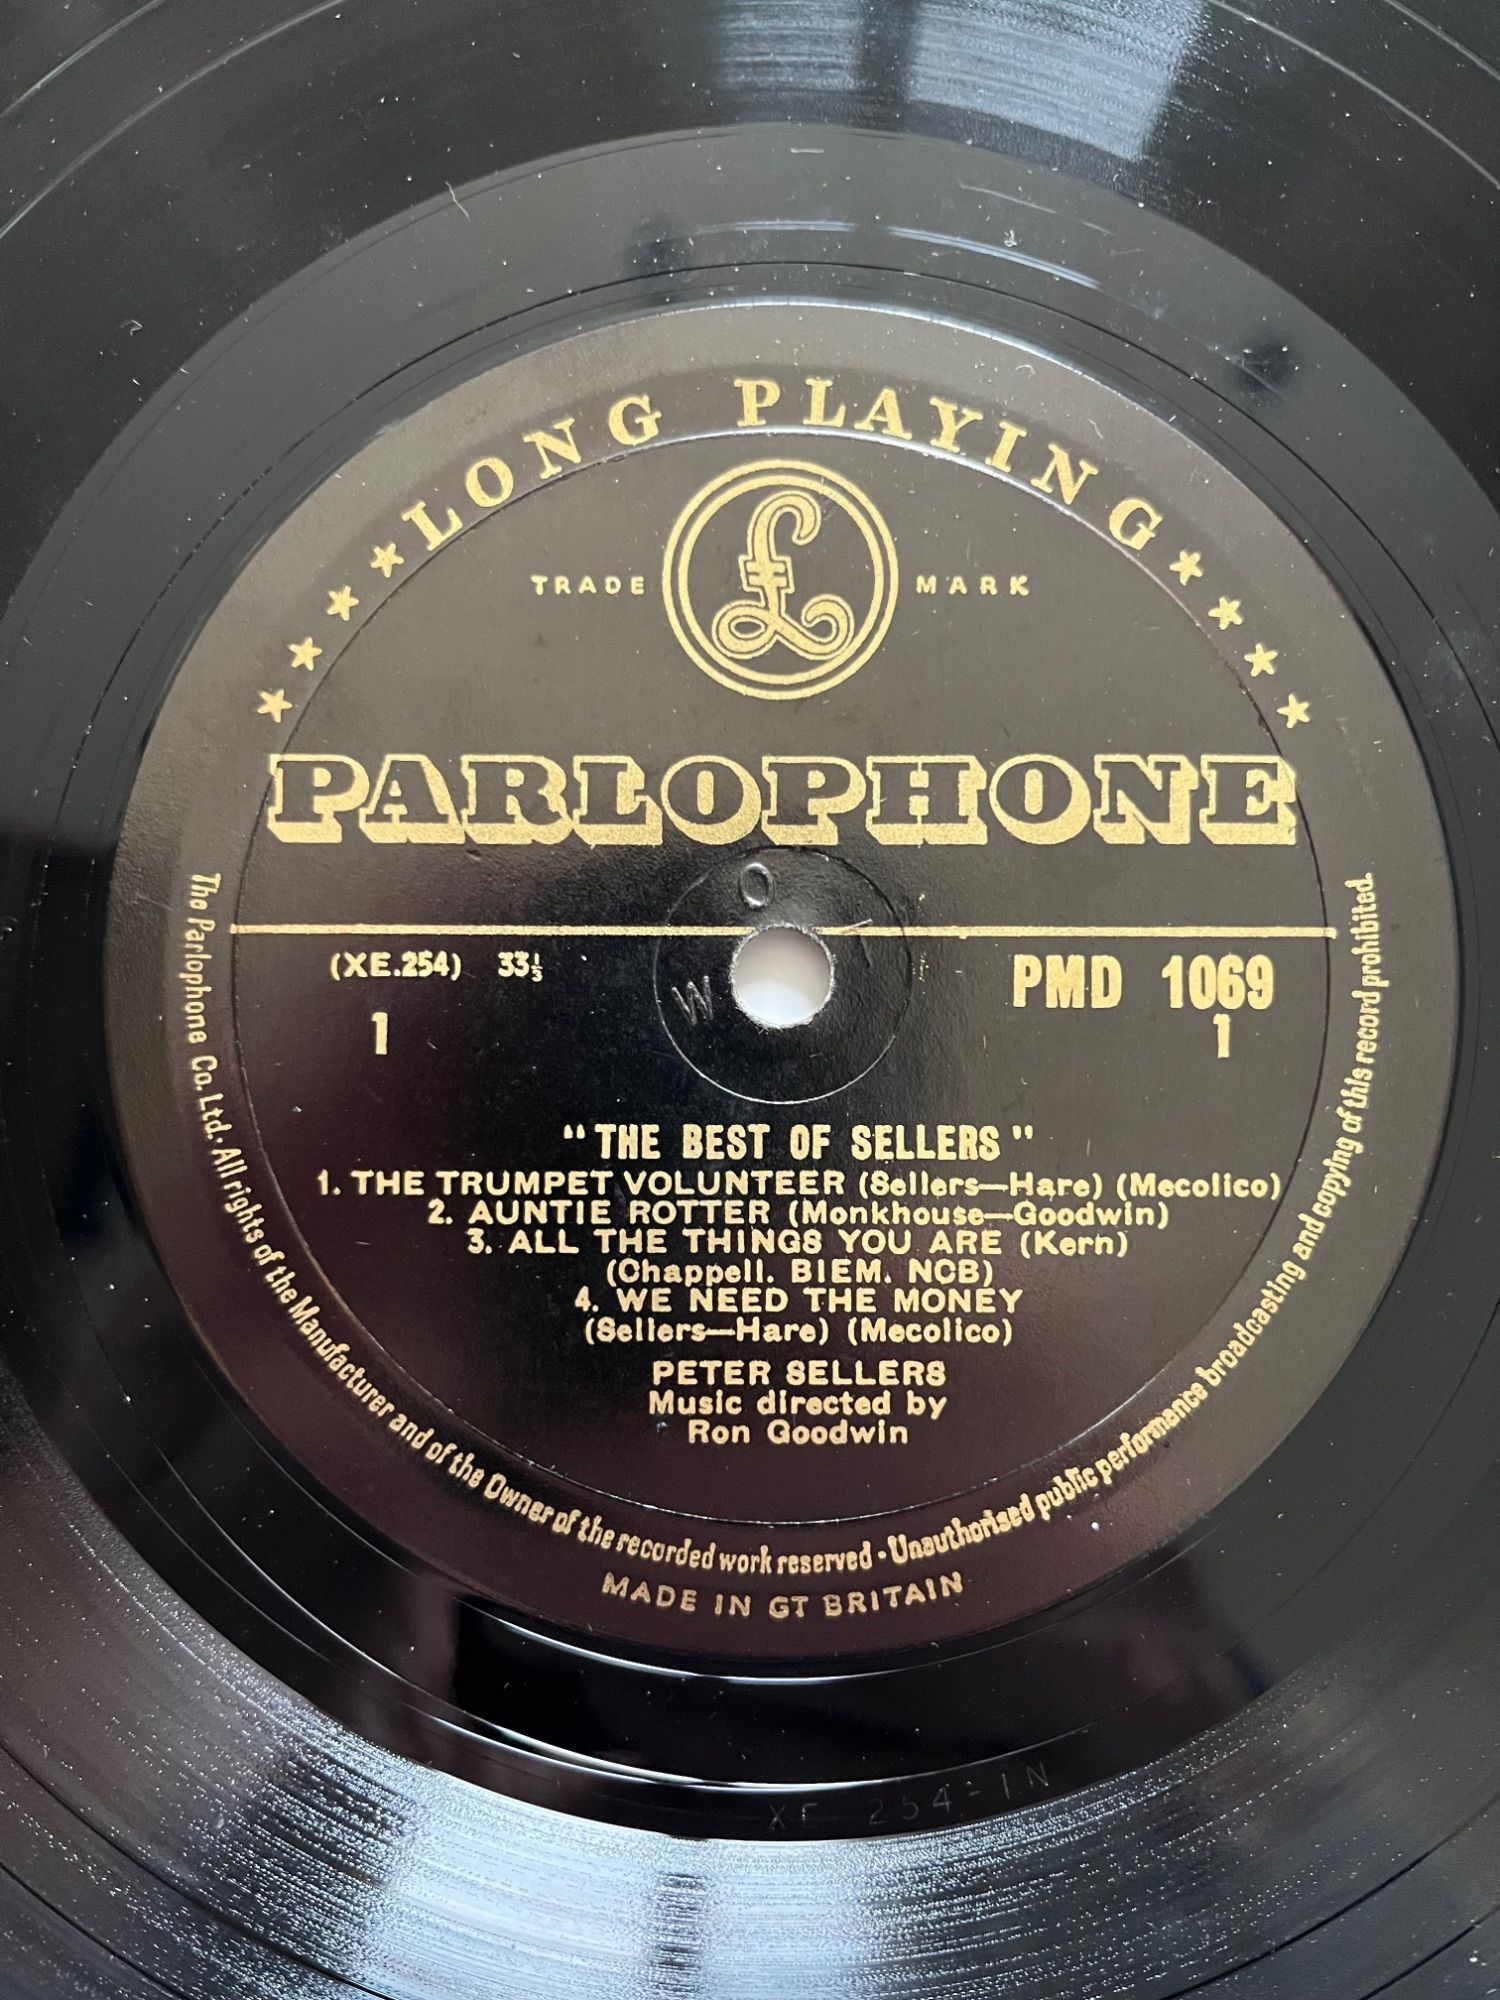 LONG PLAYING
TRADE £ MARK
PARLOPHONE
O
W
(XE.254) 33⅓
PMD 1069
1
1
"THE BEST OF SELLERS"
1. THE TRUMPET VOLUNTEER (Sellers—Hare) (Mecolico)
2. AUNTIE ROTTER (Monkhouse—Goodwin)
3. ALL THE THINGS YOU ARE (Kern)
(Chappell. BIEM. NCB)
4. WE NEED THE MONEY
(Sellers—Hare) (Mecolico)
PETER SELLERS
Music directed by
Ron Goodwin
The Parlophone Co. Ltd. All rights of the Manufacturer and of the Owner of the recorded work reserved · Unauthorised public performance broadcasting and copying of this record prohibited.
MADE IN GT BRITAIN
XE 254-1N